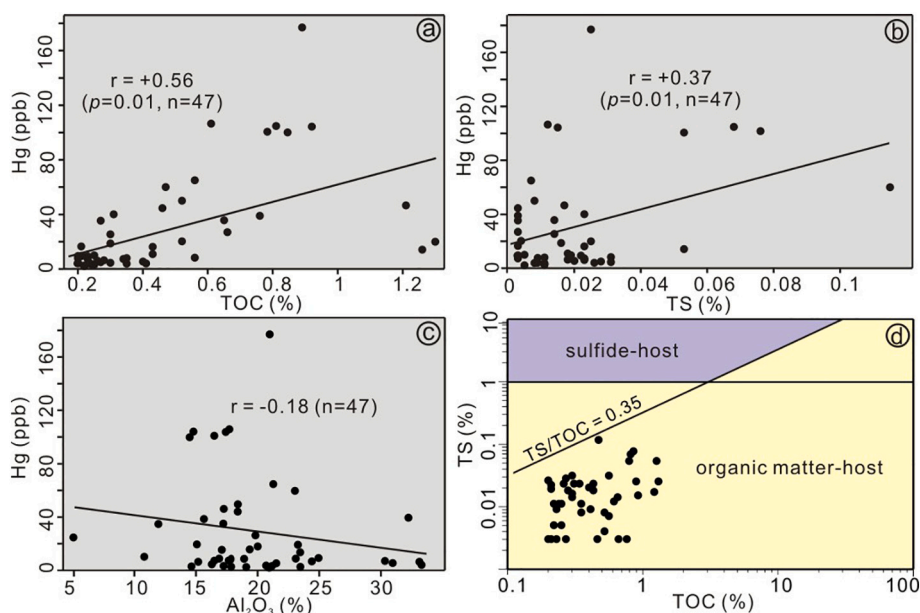 a
r = +0.56
(p=0.01, n=47)
Hg (ppb)
0 40 80 120 160
0.2 0.4 0.6 0.8 1 1.2
TOC (%)
b
r = +0.37
(p=0.01, n=47)
Hg (ppb)
0 40 80 120 160
0 0.02 0.04 0.06 0.08 0.1
TS (%)
c
r = -0.18 (n=47)
Hg (ppb)
0 40 80 120 160
5 10 15 20 25 30
Al2O3 (%)
d
sulfide-host
TS/TOC = 0.35
organic matter-host
TS (%)
0.01 0.1 1 10
0.1 1 10 100
TOC (%)